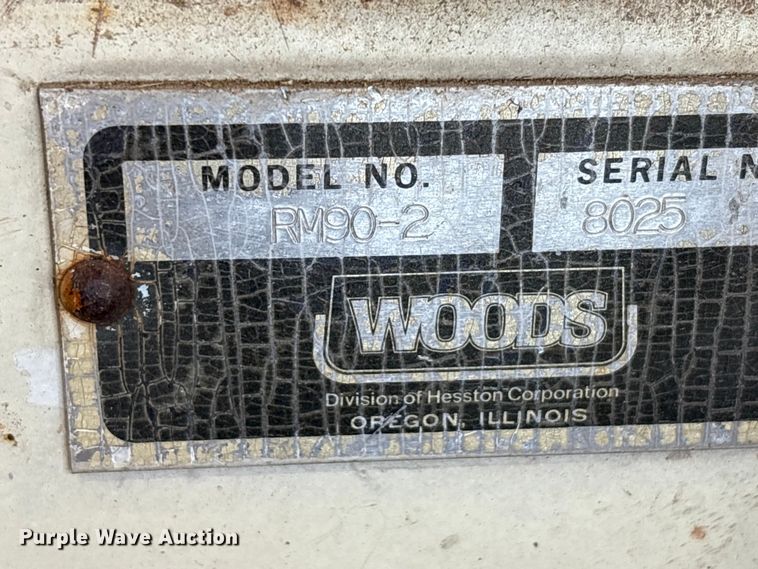 MODEL NO. SERIAL N
RM90-2 8025
WOODS
Division of Hesston Corporation
OREGON, ILLINOIS
Purple Wave Auction